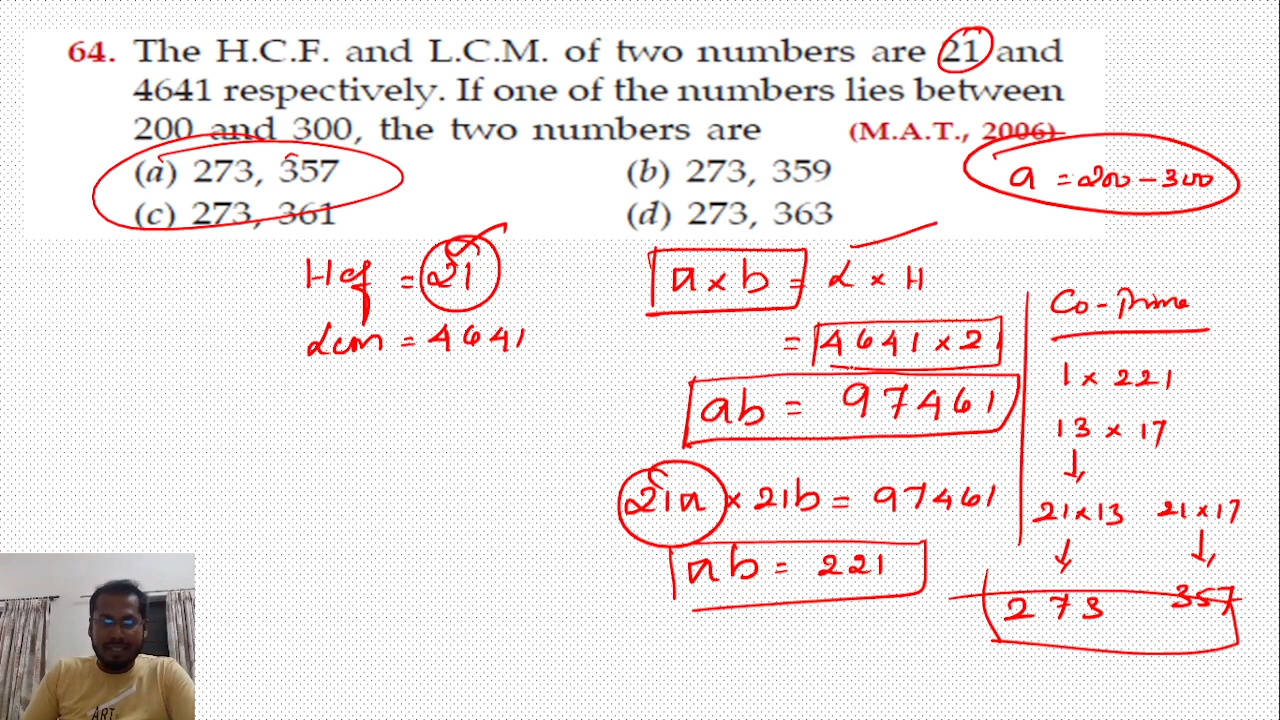 64. The H.C.F. and L.C.M. of two numbers are 21 and
4641 respectively. If one of the numbers lies between
200 and 300, the two numbers are (M.A.T., 2006)
(a) 273, 357 (b) 273, 359
(c) 273, 361 (d) 273, 363
a = 200 - 300
Hcf = 21
Lcm = 4641
a × b = L × H
= 4641 × 21
ab = 97461
21a × 21b = 97461
ab = 221
Co-Prime
1 × 221
13 × 17
21 × 13 21 × 17
273 357
ART